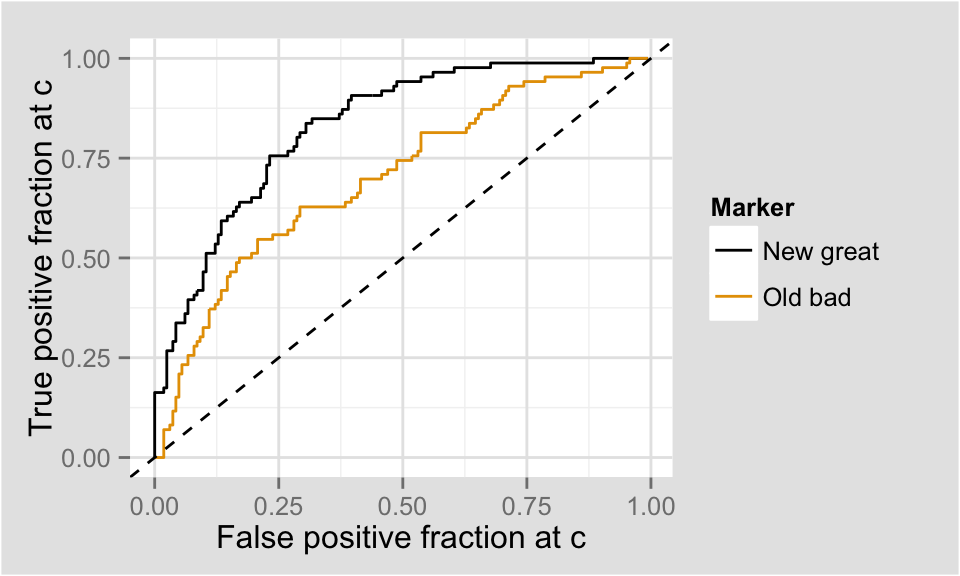 True positive fraction at c
1.00
0.75
0.50
0.25
0.00
0.00 0.25 0.50 0.75 1.00
False positive fraction at c
Marker
New great
Old bad